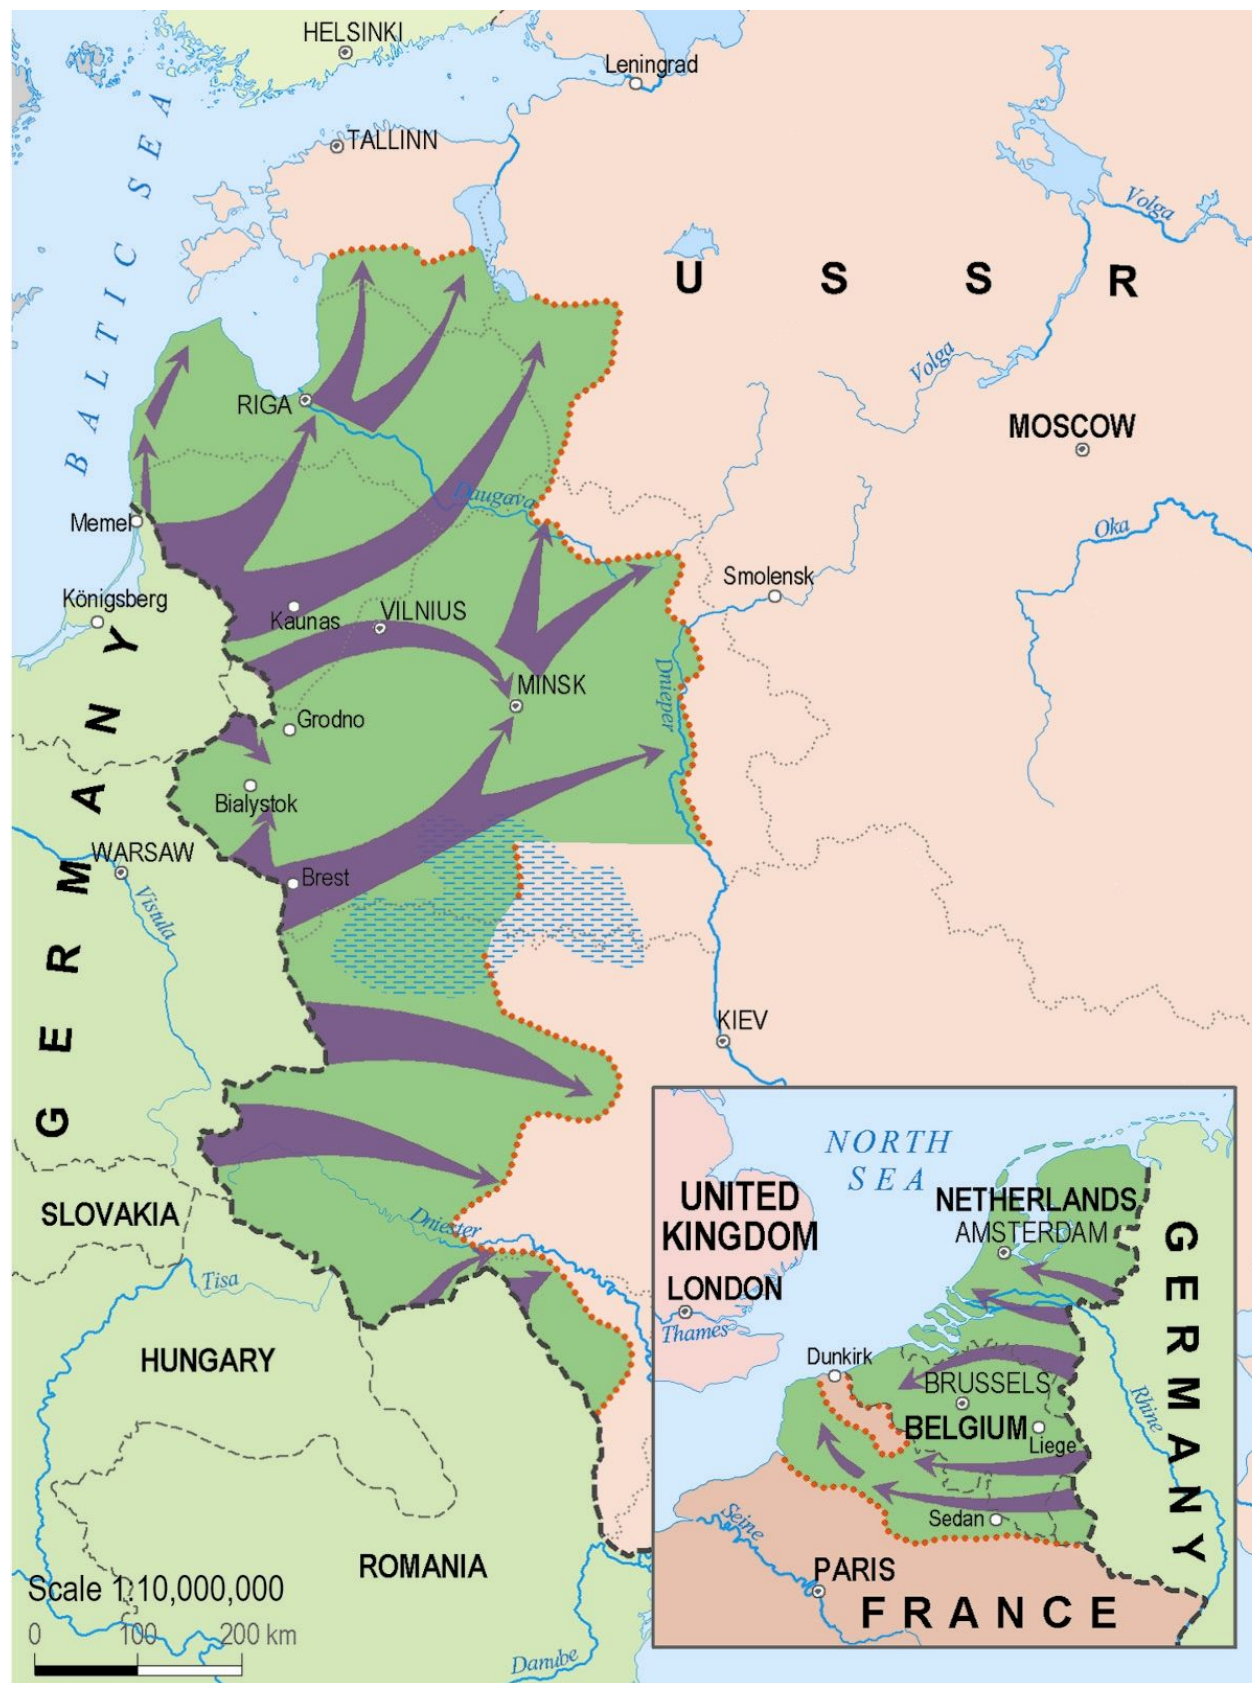 HELSINKI
Leningrad
TALLINN
BALTIC SEA
Volga
USSR
Volga
RIGA
MOSCOW
Daugava
Memel
Oka
Königsberg
Kaunas
VILNIUS
Smolensk
GERMANY
MINSK
Dnieper
Grodno
Bialystok
WARSAW
Brest
Vistula
KIEV
SLOVAKIA
Dniester
Tisa
HUNGARY
ROMANIA
Scale 1:10,000,000
0 100 200 km
Danube
NORTH
SEA
UNITED
KINGDOM
NETHERLANDS
AMSTERDAM
LONDON
Thames
GERMANY
Dunkirk
BRUSSELS
Rhine
BELGIUM
Liege
Sedan
Seine
PARIS
FRANCE